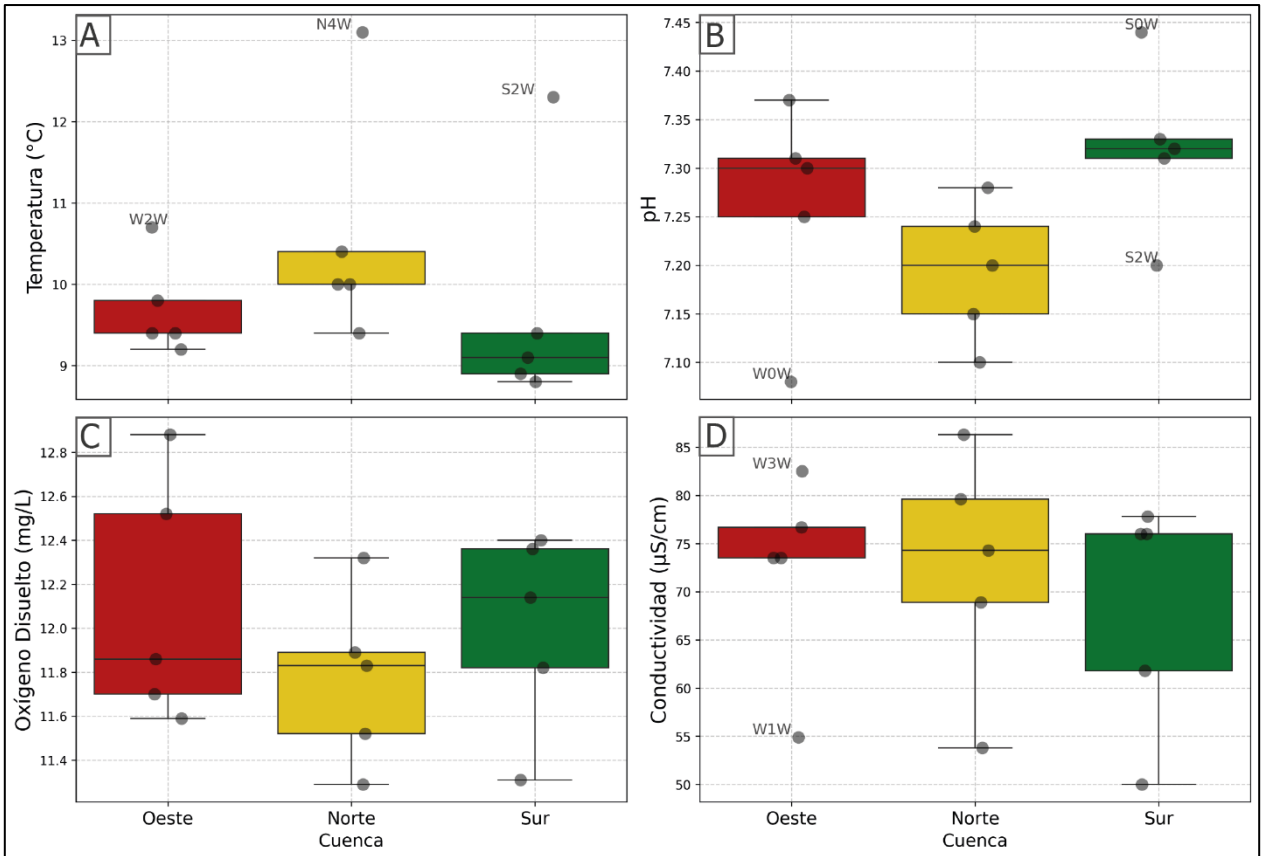 A
Temperatura (°C)
13
12
11
10
9
N4W
S2W
W2W
B
pH
7.45
7.40
7.35
7.30
7.25
7.20
7.15
7.10
S0W
S2W
W0W
C
Oxígeno Disuelto (mg/L)
12.8
12.6
12.4
12.2
12.0
11.8
11.6
11.4
Oeste
Norte
Sur
Cuenca
D
Conductividad (µS/cm)
85
80
75
70
65
60
55
50
W3W
W1W
Oeste
Norte
Sur
Cuenca